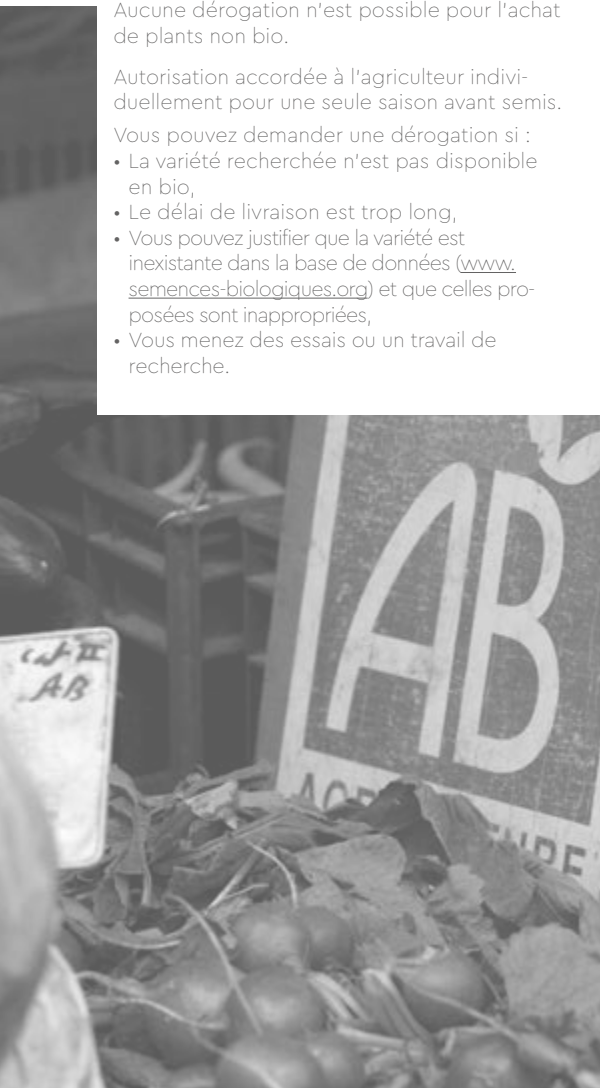 Aucune dérogation n'est possible pour l'achat
de plants non bio.
Autorisation accordée à l'agriculteur indivi-
duellement pour une seule saison avant semis.
Vous pouvez demander une dérogation si :
• La variété recherchée n'est pas disponible
en bio,
• Le délai de livraison est trop long,
• Vous pouvez justifier que la variété est
inexistante dans la base de données (www.
semences-biologiques.org) et que celles pro-
posées sont inappropriées,
• Vous menez des essais ou un travail de
recherche.
AB
AB